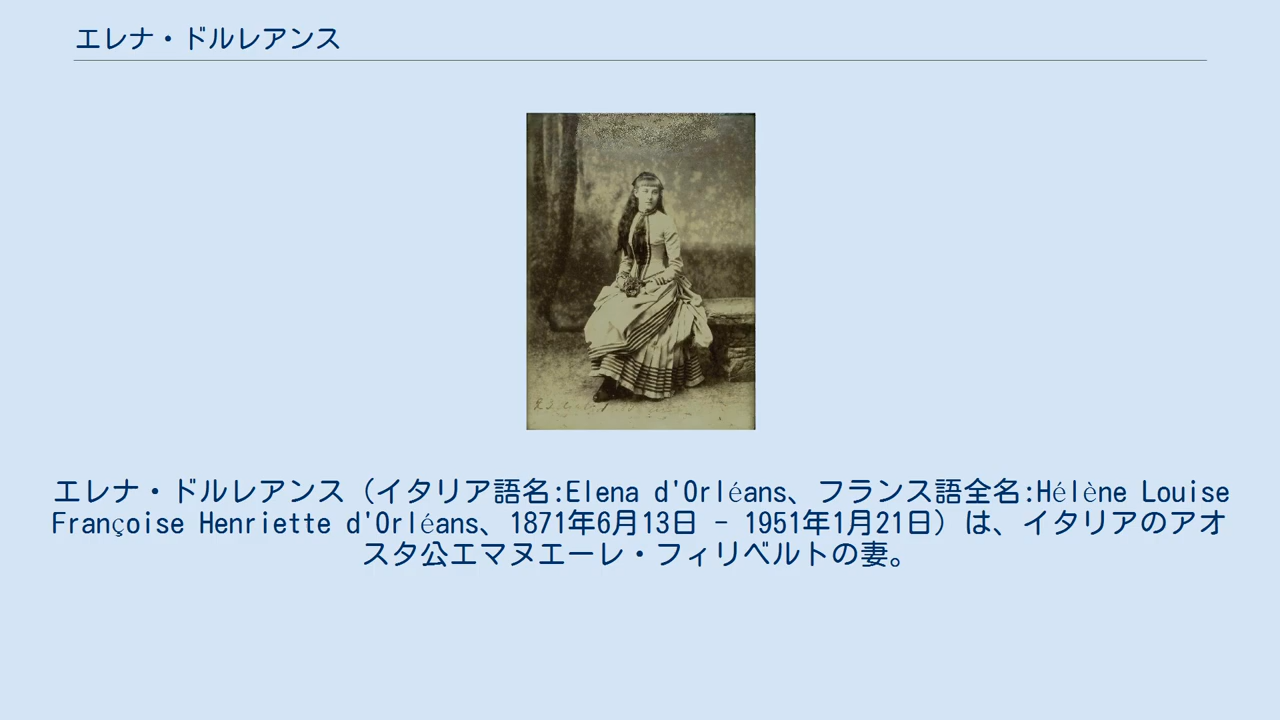 エレナ・ドルレアンス
エレナ・ドルレアンス（イタリア語名:Elena d'Orléans、フランス語全名:Hélène Louise
Françoise Henriette d'Orléans、1871年6月13日 - 1951年1月21日）は、イタリアのアオ
スタ公エマヌエーレ・フィリベルトの妻。